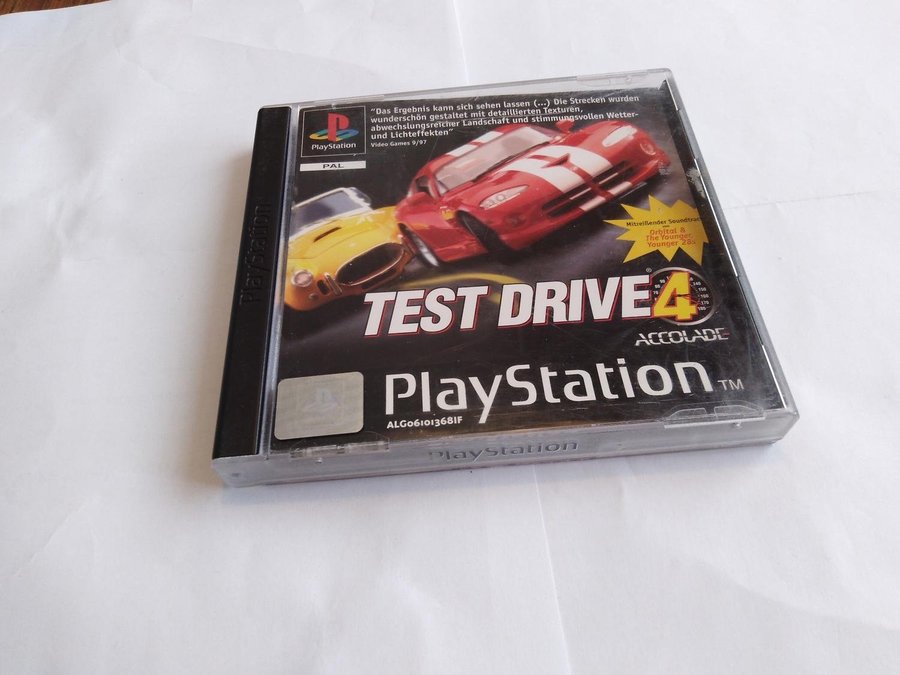 "Das Ergebnis kann sich sehen lassen (...) Die Strecken wurden
wunderschön gestaltet mit detaillierten Texturen,
abwechslungsreicher Landschaft und stimmungsvollen Wetter-
und Lichteffekten"
Video Games 9/97
PlayStation
PAL
PlayStation
Mitreißender Soundtrack
Orbital &
The Younger,
Younger 28s
TEST DRIVE® 4
ACCOLADE
PlayStation™
ALG06101368IF
PlayStation